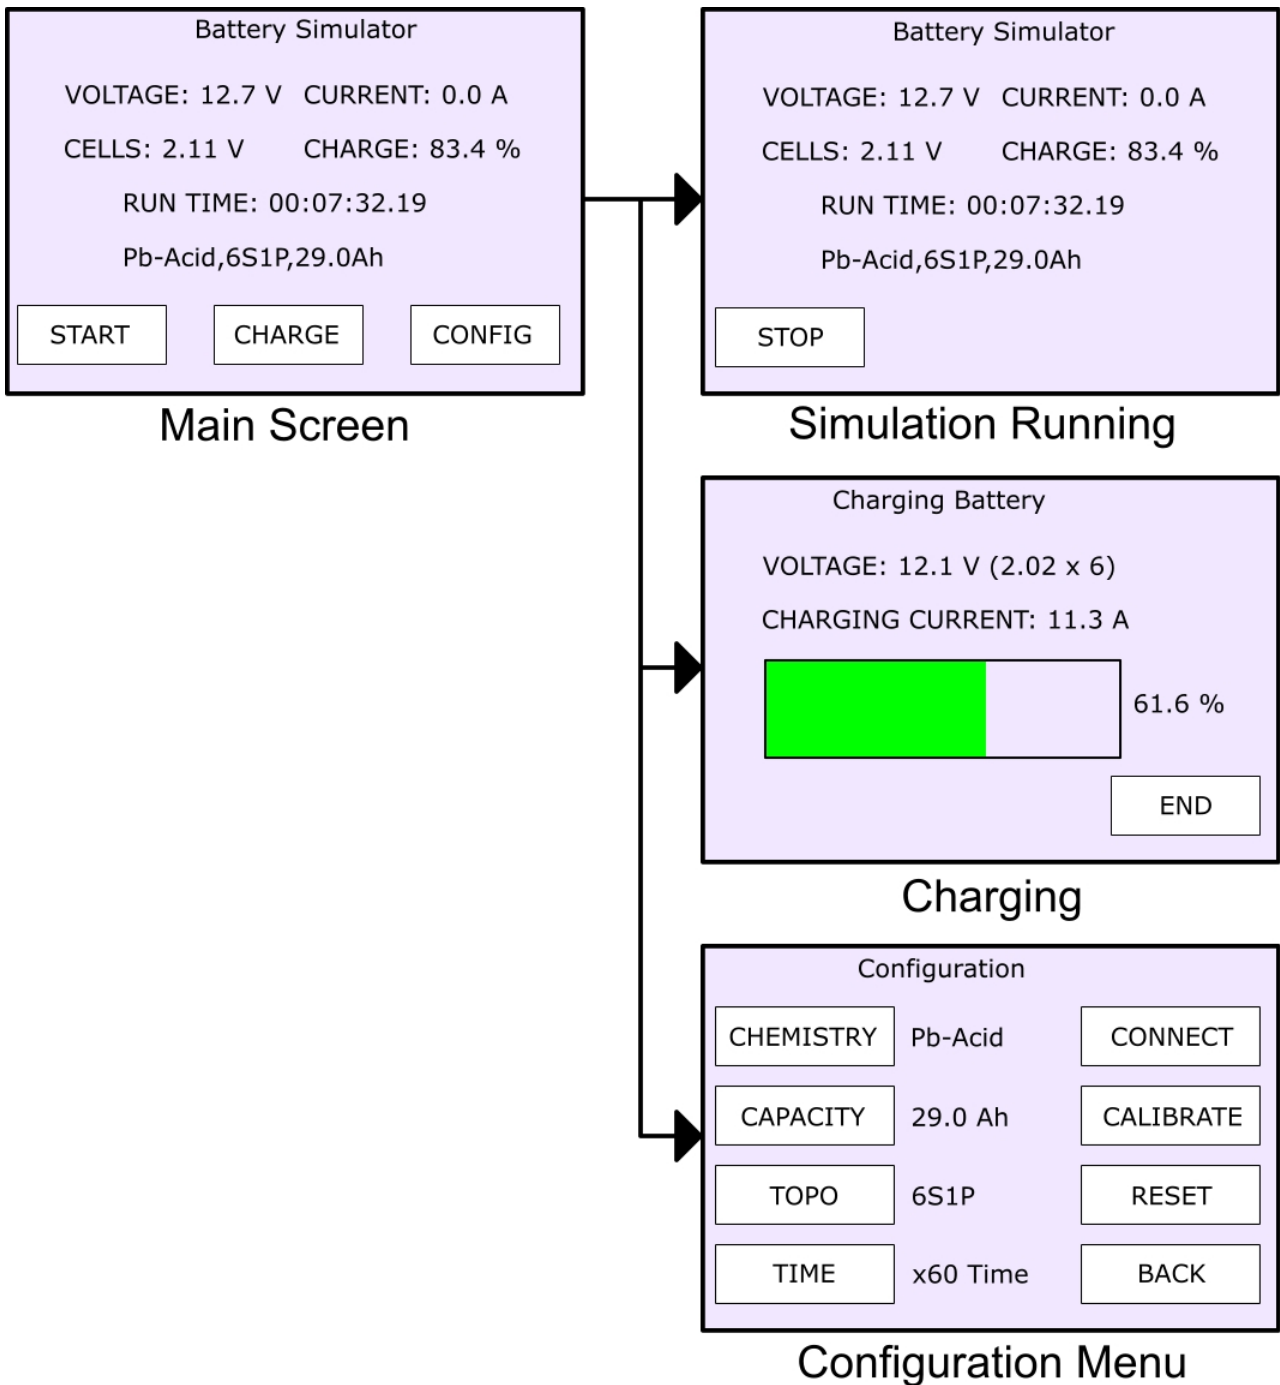 Battery Simulator
VOLTAGE: 12.7 V CURRENT: 0.0 A
CELLS: 2.11 V CHARGE: 83.4 %
RUN TIME: 00:07:32.19
Pb-Acid,6S1P,29.0Ah
START CHARGE CONFIG
Main Screen
Battery Simulator
VOLTAGE: 12.7 V CURRENT: 0.0 A
CELLS: 2.11 V CHARGE: 83.4 %
RUN TIME: 00:07:32.19
Pb-Acid,6S1P,29.0Ah
STOP
Simulation Running
Charging Battery
VOLTAGE: 12.1 V (2.02 x 6)
CHARGING CURRENT: 11.3 A
61.6 %
END
Charging
Configuration
CHEMISTRY Pb-Acid CONNECT
CAPACITY 29.0 Ah CALIBRATE
TOPO 6S1P RESET
TIME x60 Time BACK
Configuration Menu